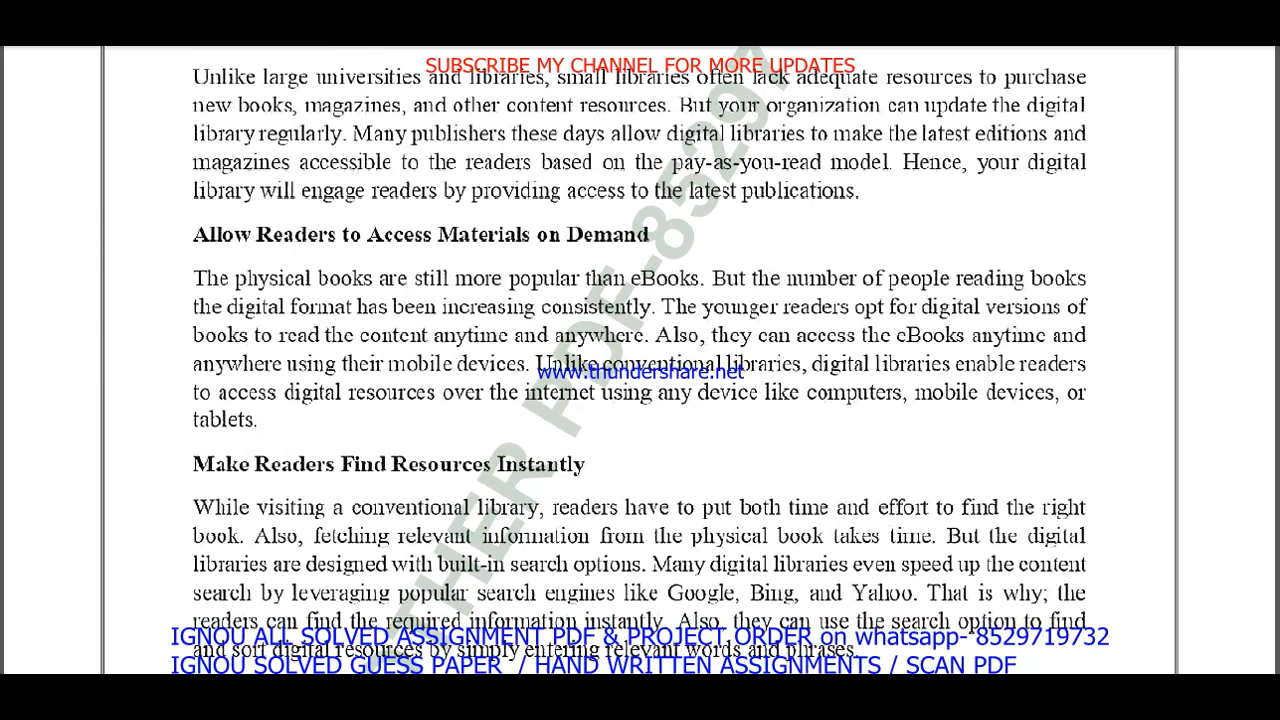 SUBSCRIBE MY CHANNEL FOR MORE UPDATES
Unlike large universities and libraries, small libraries often lack adequate resources to purchase
new books, magazines, and other content resources. But your organization can update the digital
library regularly. Many publishers these days allow digital libraries to make the latest editions and
magazines accessible to the readers based on the pay-as-you-read model. Hence, your digital
library will engage readers by providing access to the latest publications.
Allow Readers to Access Materials on Demand
The physical books are still more popular than eBooks. But the number of people reading books
the digital format has been increasing consistently. The younger readers opt for digital versions of
books to read the content anytime and anywhere. Also, they can access the eBooks anytime and
anywhere using their mobile devices. Unlike conventional libraries, digital libraries enable readers
www.thundershare.net
to access digital resources over the internet using any device like computers, mobile devices, or
tablets.
Make Readers Find Resources Instantly
While visiting a conventional library, readers have to put both time and effort to find the right
book. Also, fetching relevant information from the physical book takes time. But the digital
libraries are designed with built-in search options. Many digital libraries even speed up the content
search by leveraging popular search engines like Google, Bing, and Yahoo. That is why; the
readers can find the required information instantly. Also, they can use the search option to find
IGNOU ALL SOLVED ASSIGNMENT PDF & PROJECT ORDER on whatsapp- 8529719732
and sort digital resources by simply entering relevant words and phrases.
IGNOU SOLVED GUESS PAPER / HAND WRITTEN ASSIGNMENTS / SCAN PDF
THER PDF-85297